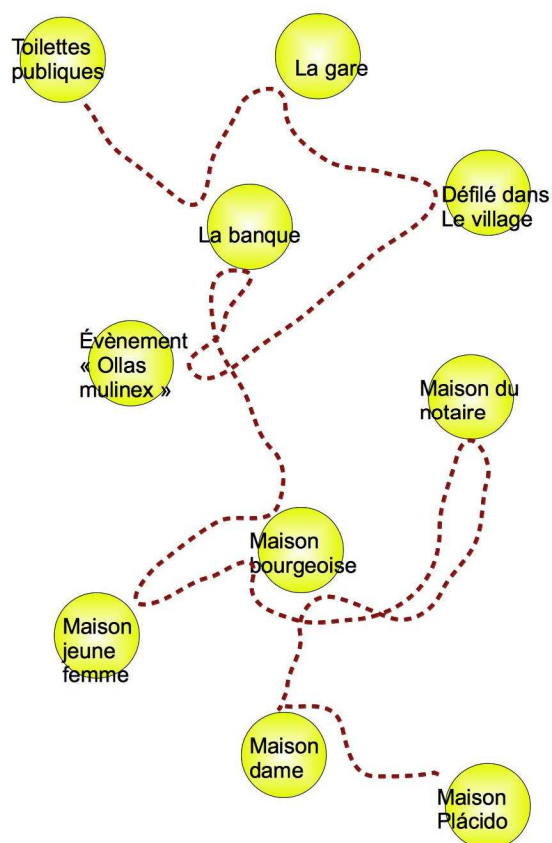 Toilettes
publiques
La gare
Défilé dans
Le village
La banque
Évènement
« Ollas
mulinex »
Maison du
notaire
Maison
bourgeoise
Maison
jeune
femme
Maison
dame
Maison
Plácido